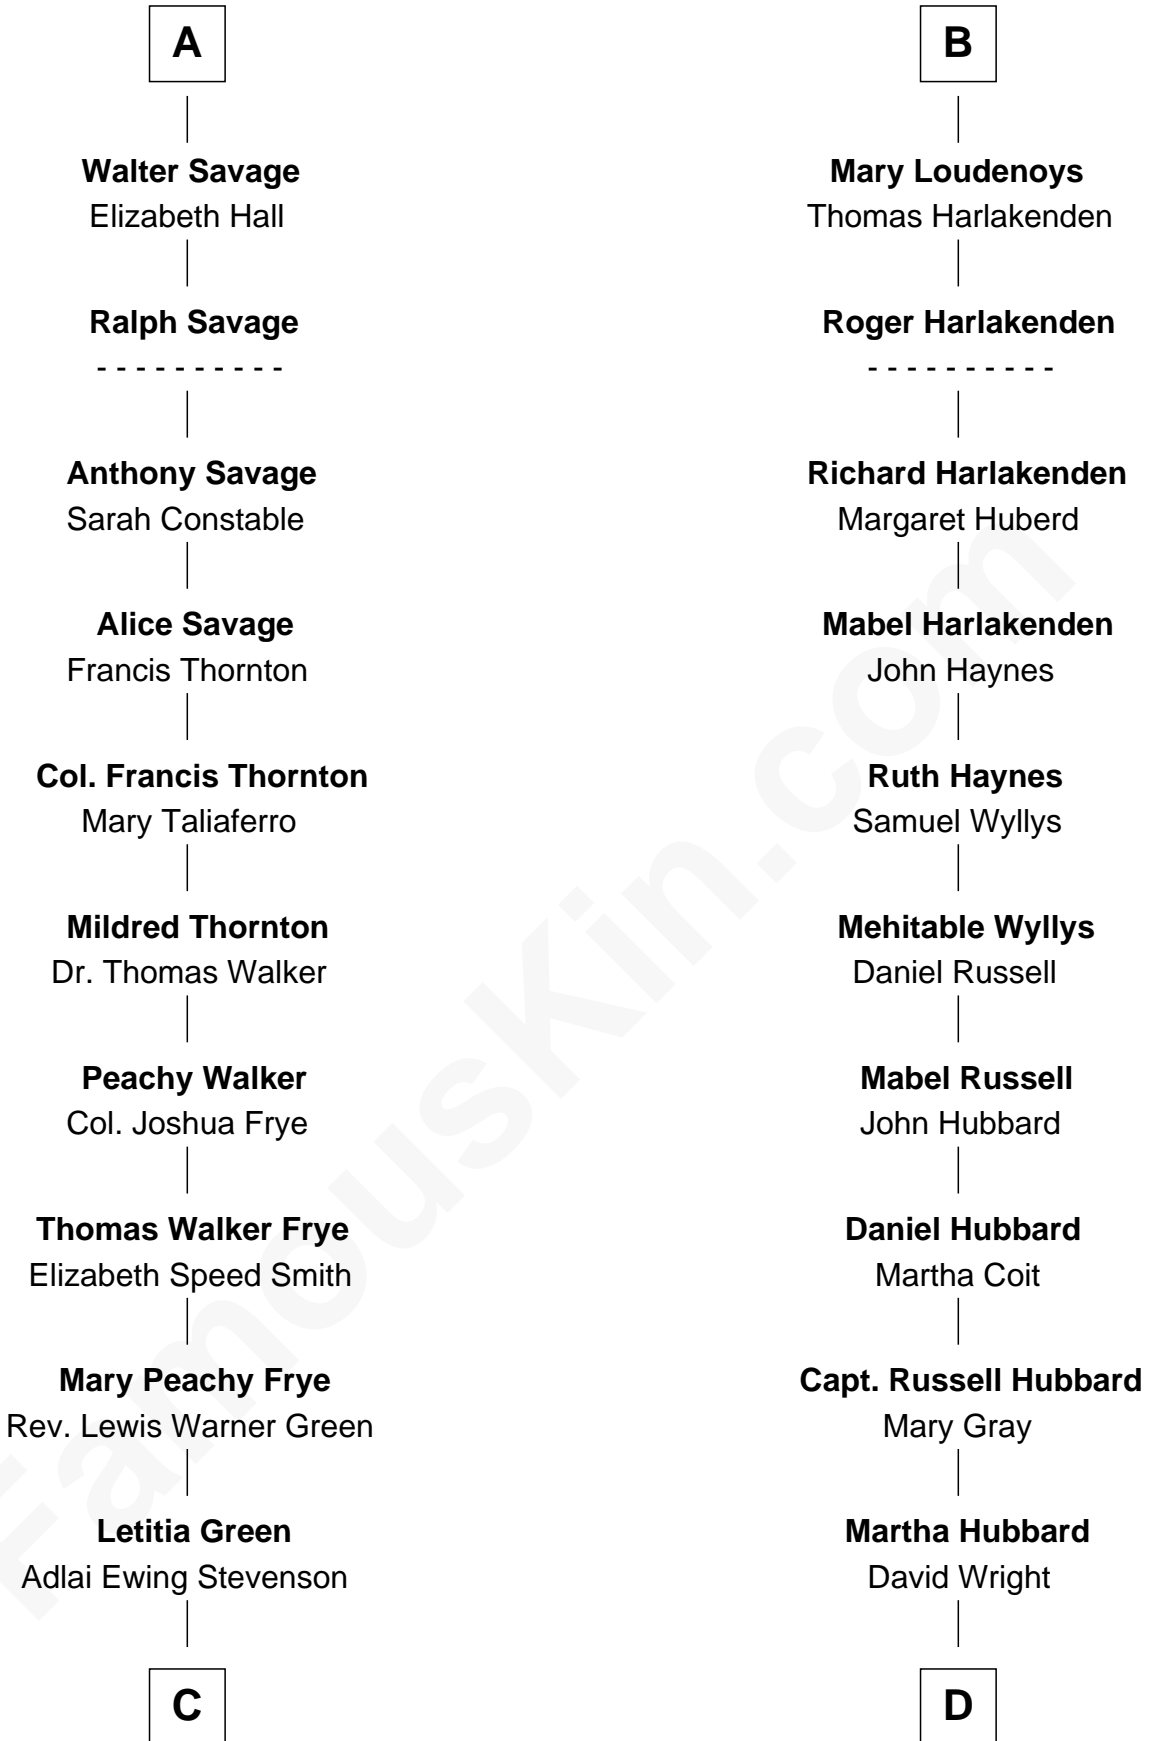 A
Walter Savage
Elizabeth Hall
Ralph Savage
- - - - - - - - - -
Anthony Savage
Sarah Constable
Alice Savage
Francis Thornton
Col. Francis Thornton
Mary Taliaferro
Mildred Thornton
Dr. Thomas Walker
Peachy Walker
Col. Joshua Frye
Thomas Walker Frye
Elizabeth Speed Smith
Mary Peachy Frye
Rev. Lewis Warner Green
Letitia Green
Adlai Ewing Stevenson
C
B
Mary Loudenoys
Thomas Harlakenden
Roger Harlakenden
- - - - - - - - - -
Richard Harlakenden
Margaret Huberd
Mabel Harlakenden
John Haynes
Ruth Haynes
Samuel Wyllys
Mehitable Wyllys
Daniel Russell
Mabel Russell
John Hubbard
Daniel Hubbard
Martha Coit
Capt. Russell Hubbard
Mary Gray
Martha Hubbard
David Wright
D
FamousKin.com